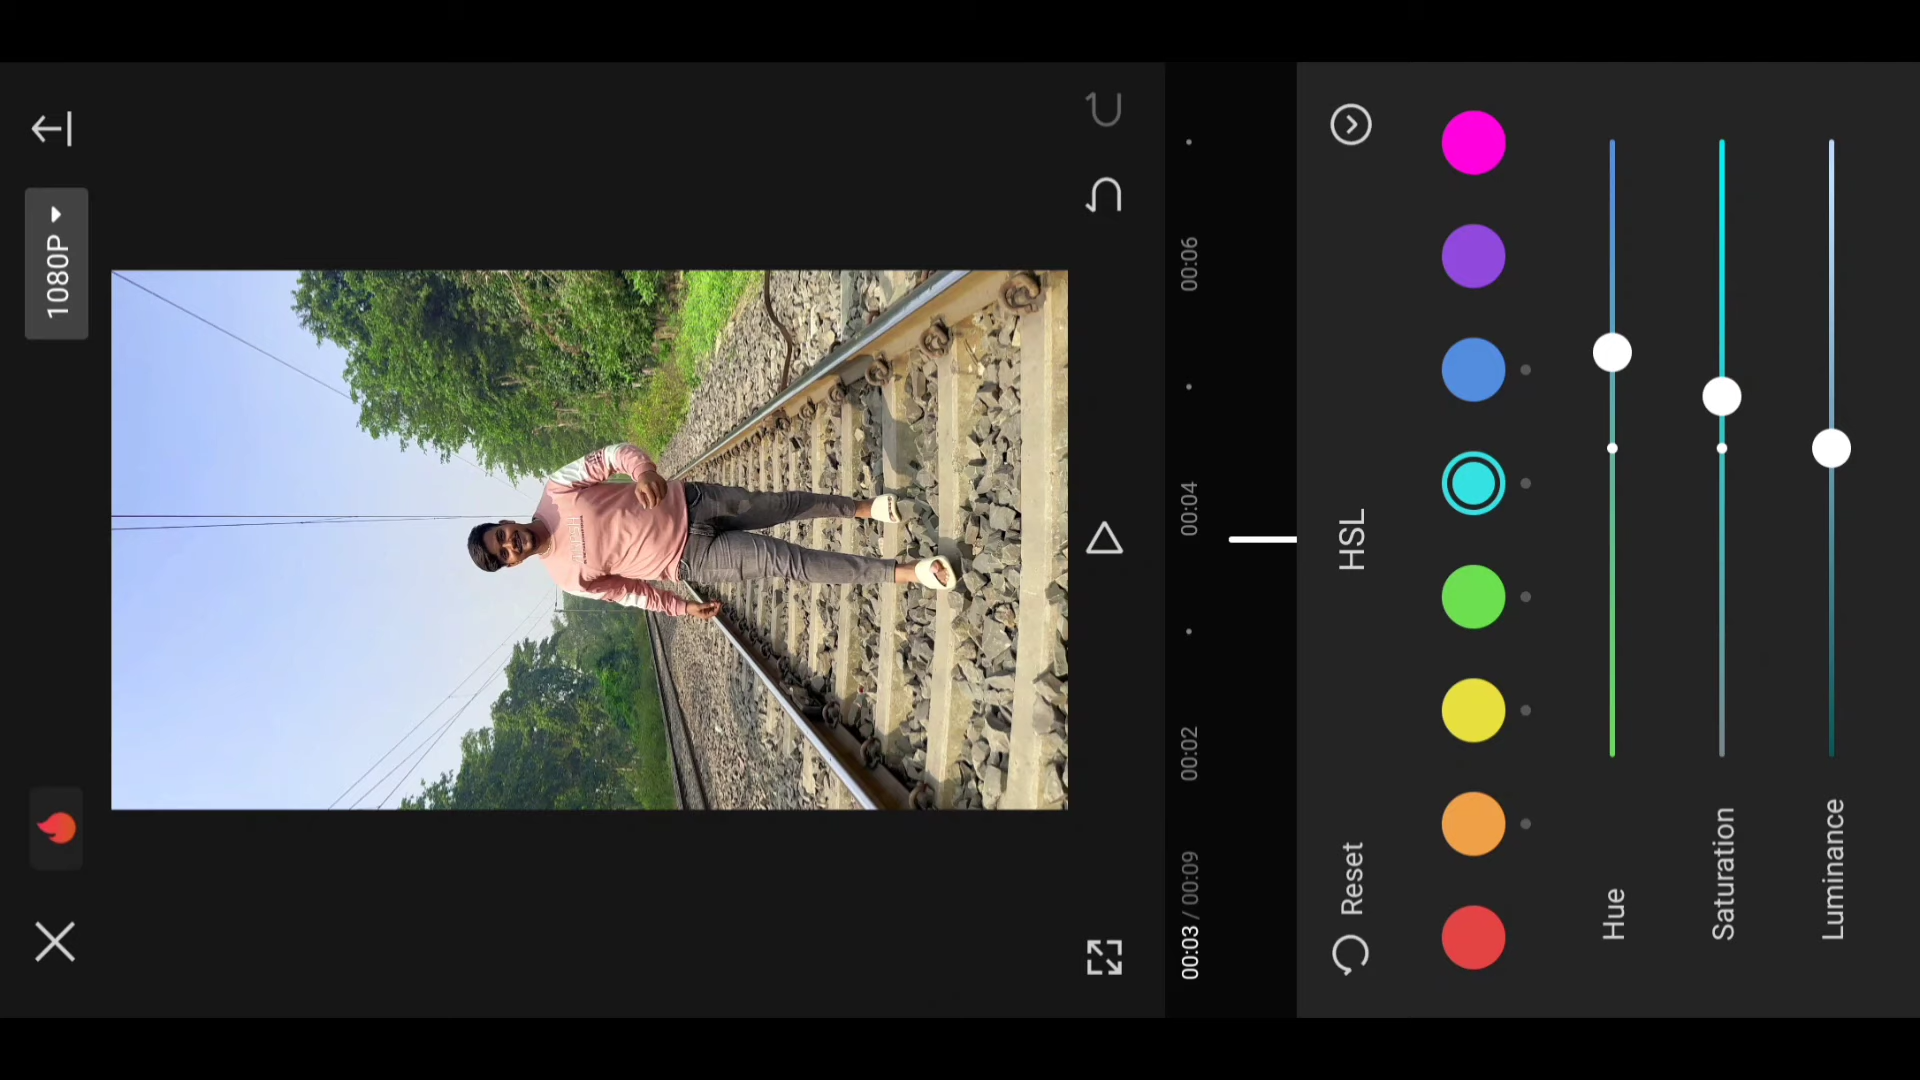 1080P
00:03 / 00:09
00:02
00:04
00:06
Reset
HSL
Hue
Saturation
Luminance